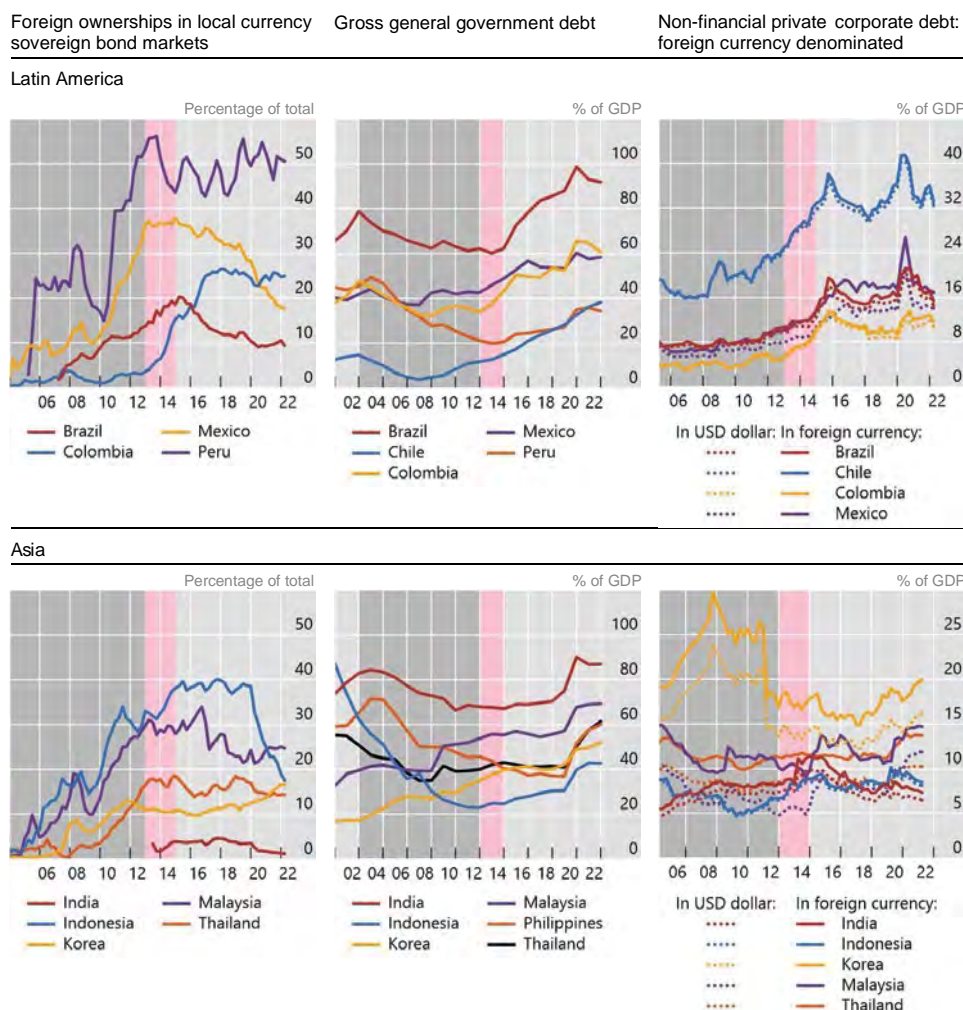 Foreign ownerships in local currency
sovereign bond markets
Gross general government debt
Non-financial private corporate debt:
foreign currency denominated
Latin America
Percentage of total
50
40
30
20
10
0
06 08 10 12 14 16 18 20 22
Brazil Mexico
Colombia Peru
% of GDP
100
80
60
40
20
0
02 04 06 08 10 12 14 16 18 20 22
Brazil Mexico
Chile Peru
Colombia
% of GDP
40
32
24
16
8
0
06 08 10 12 14 16 18 20 22
In USD dollar: In foreign currency:
Brazil
Chile
Colombia
Mexico
Asia
Percentage of total
50
40
30
20
10
0
06 08 10 12 14 16 18 20 22
India Malaysia
Indonesia Thailand
Korea
% of GDP
100
80
60
40
20
0
02 04 06 08 10 12 14 16 18 20 22
India Malaysia
Indonesia Philippines
Korea Thailand
% of GDP
25
20
15
10
5
0
06 08 10 12 14 16 18 20 22
In USD dollar: In foreign currency:
India
Indonesia
Korea
Malaysia
Thailand